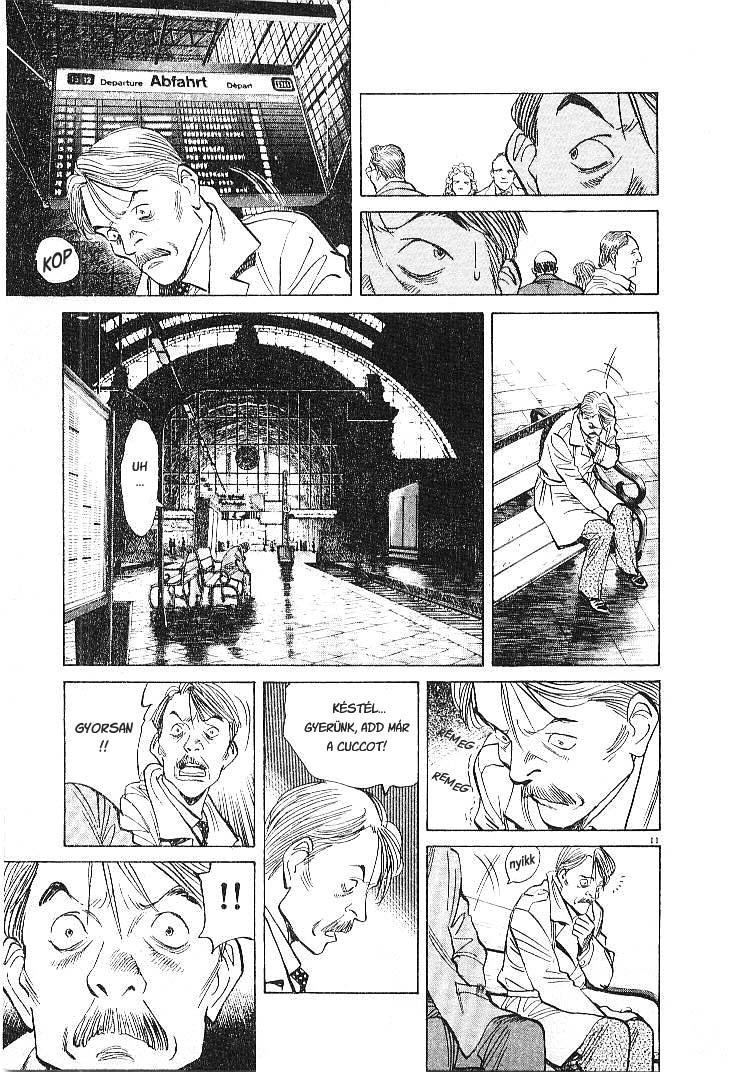 Departure Abfahrt Départ
KOP
UH
...
REMEG
REMEG
11
nyikk
KÉSTÉL...
GYERÜNK, ADD MÁR
A CUCCOT!
GYORSAN
!!
!!